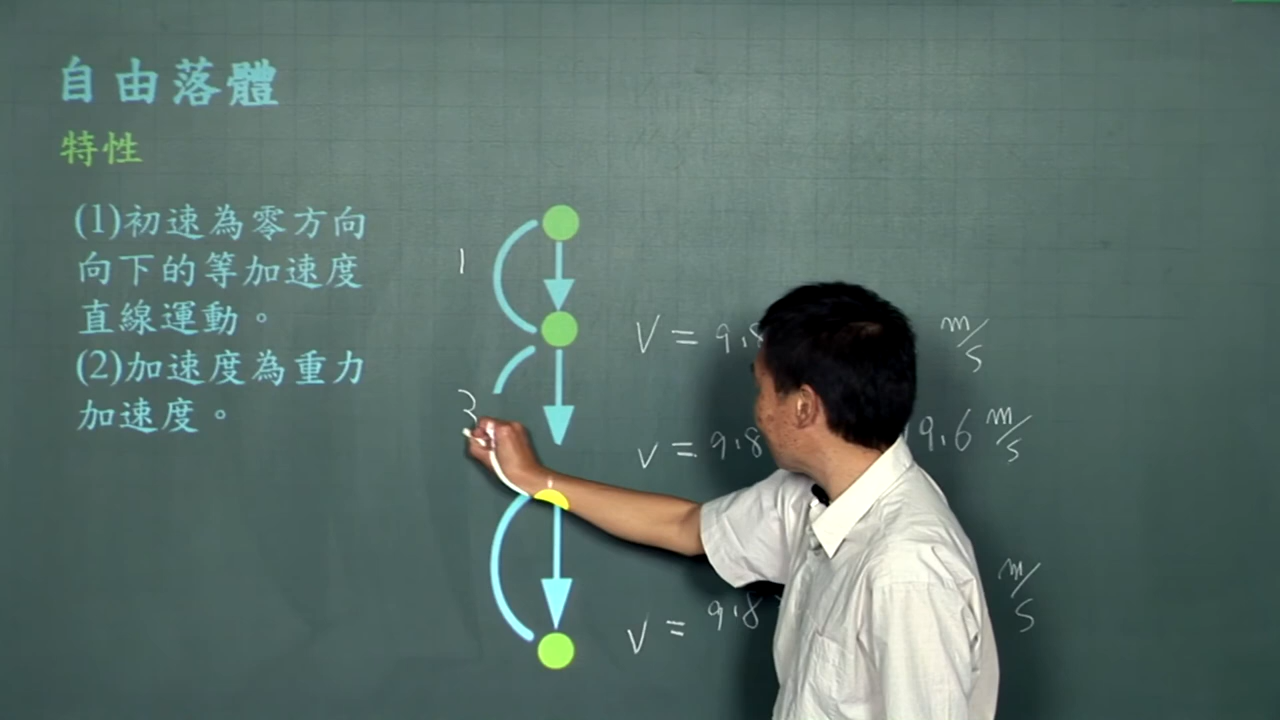 自由落體
特性
(1)初速為零方向
向下的等加速度
直線運動。
(2)加速度為重力
加速度。
1
3
V = 9.8 m/s
v = 9.8 9.6 m/s
v = 9.8 m/s